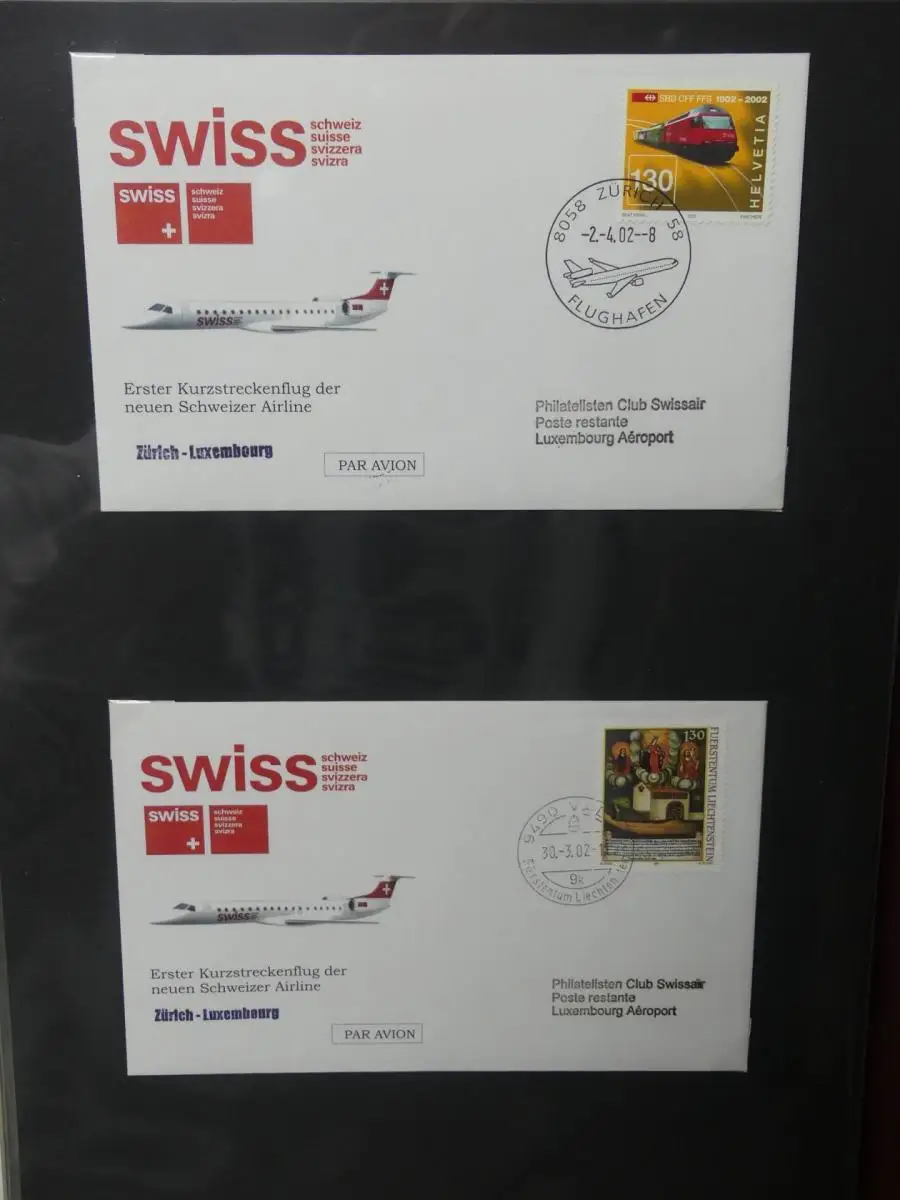 swiss
schweiz
suisse
svizzera
svizra
swiss
schweiz
suisse
svizzera
svizra
SBB CFF FFS 1902-2002
130
HELVETIA
8058 ZÜRICH 58
-2.-4.02--8
FLUGHAFEN
swiss
Erster Kurzstreckenflug der
neuen Schweizer Airline
Zürich - Luxembourg
PAR AVION
Philatelisten Club Swissair
Poste restante
Luxembourg Aéroport
swiss
schweiz
suisse
svizzera
svizra
swiss
schweiz
suisse
svizzera
svizra
130
FUERSTENTUM LIECHTENSTEIN
9490
30.-3.02
9k
Fürstentum Liechten
swiss
Erster Kurzstreckenflug der
neuen Schweizer Airline
Zürich - Luxembourg
PAR AVION
Philatelisten Club Swissair
Poste restante
Luxembourg Aéroport